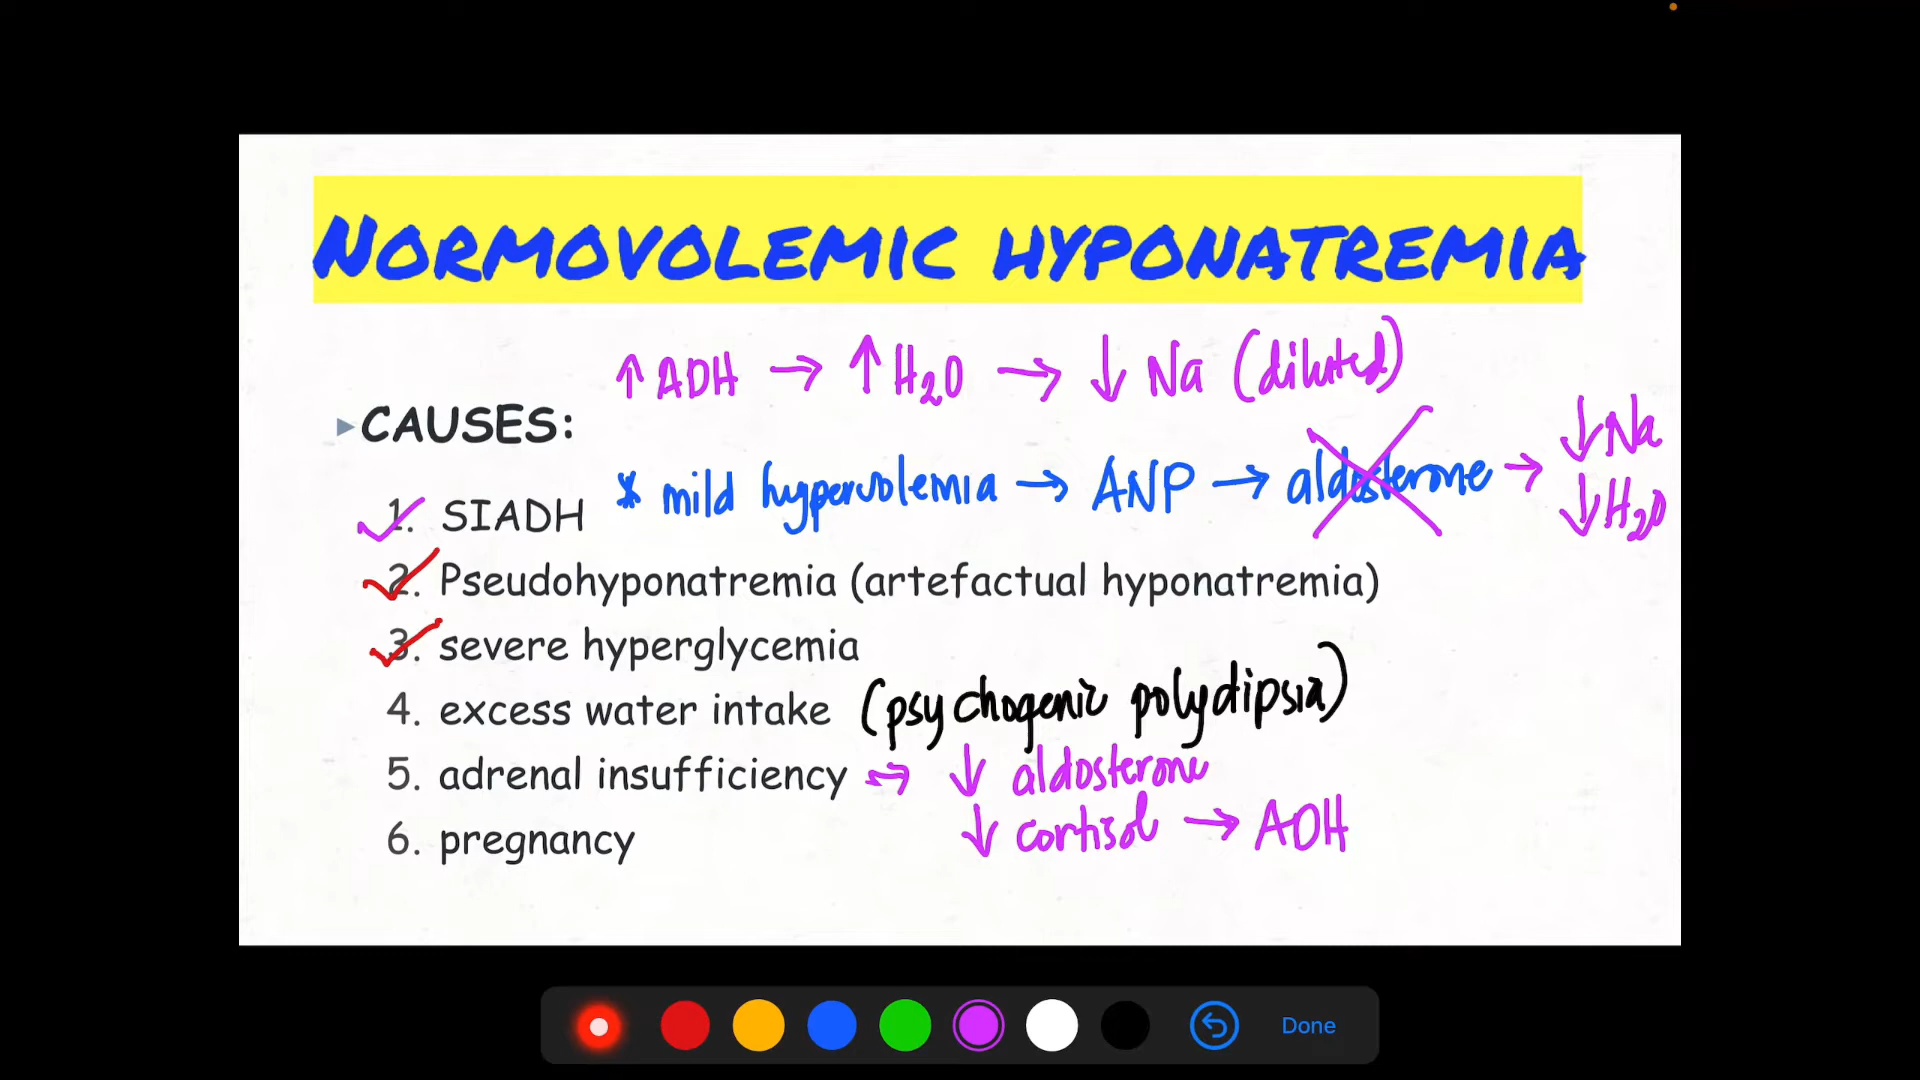 NORMOVOLEMIC HYPONATREMIA
↑ ADH → ↑ H₂O → ↓ Na (diluted)
▸CAUSES:
1. SIADH * mild hypervolemia → ANP → aldosterone → ↓ Na ↓ H₂O
2. Pseudohyponatremia (artefactual hyponatremia)
3. severe hyperglycemia
4. excess water intake (psychogenic polydipsia)
5. adrenal insufficiency → ↓ aldosterone
↓ cortisol → ADH
6. pregnancy
Done